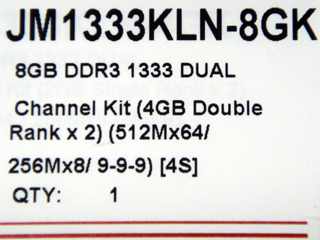 JM1333KLN-8GK
8GB DDR3 1333 DUAL
Channel Kit (4GB Double
Rank x 2) (512Mx64/
256Mx8/ 9-9-9) [4S]
QTY: 1